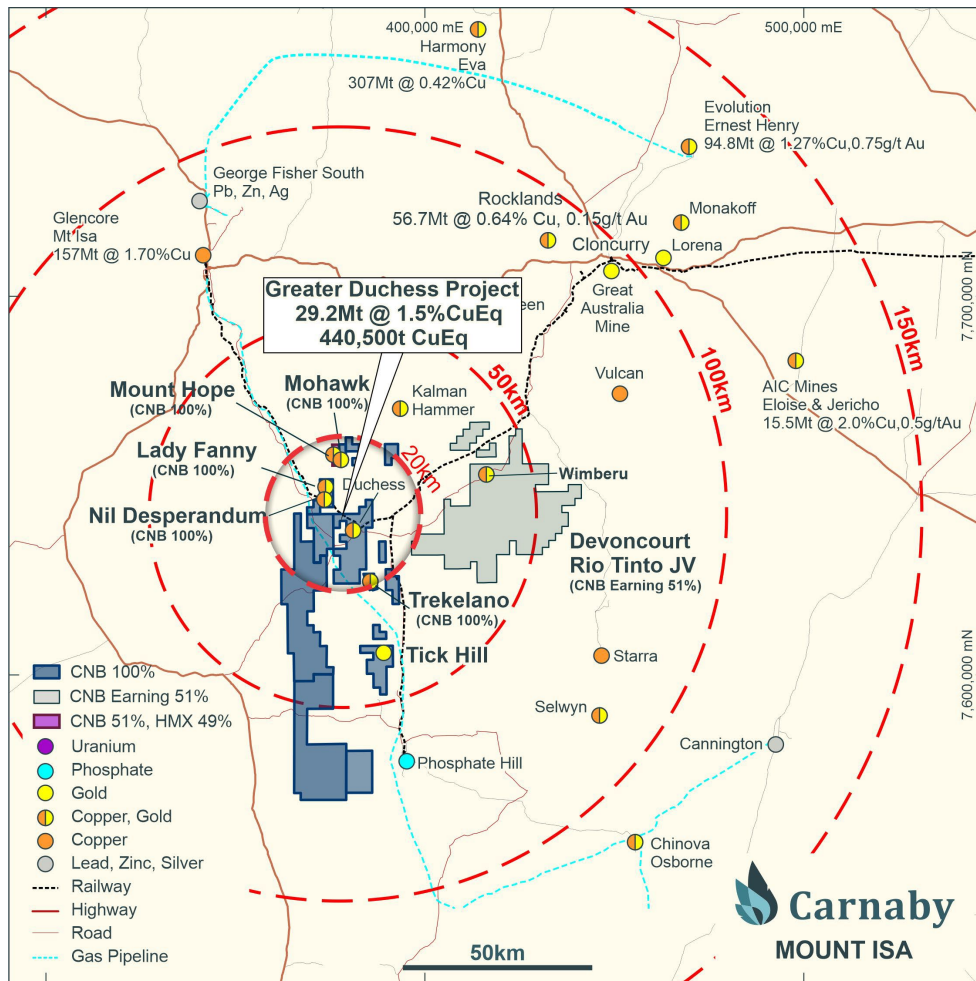 400,000 mE
500,000 mE
Harmony
Eva
307Mt @ 0.42%Cu
Evolution
Ernest Henry
94.8Mt @ 1.27%Cu,0.75g/t Au
George Fisher South
Pb, Zn, Ag
Glencore
Mt Isa
157Mt @ 1.70%Cu
Rocklands
56.7Mt @ 0.64% Cu, 0.15g/t Au
Monakoff
Cloncurry
Lorena
Great
Australia
Mine
7,700,000 mN
Greater Duchess Project
29.2Mt @ 1.5%CuEq
440,500t CuEq
een
150km
100km
50km
20km
Vulcan
AIC Mines
Eloise & Jericho
15.5Mt @ 2.0%Cu,0.5g/tAu
Mount Hope
(CNB 100%)
Mohawk
(CNB 100%)
Kalman
Hammer
Lady Fanny
(CNB 100%)
Duchess
Wimberu
Nil Desperandum
(CNB 100%)
Devoncourt
Rio Tinto JV
(CNB Earning 51%)
Trekelano
(CNB 100%)
Tick Hill
Starra
7,600,000 mN
Selwyn
Cannington
Phosphate Hill
Chinova
Osborne
CNB 100%
CNB Earning 51%
CNB 51%, HMX 49%
Uranium
Phosphate
Gold
Copper, Gold
Copper
Lead, Zinc, Silver
Railway
Highway
Road
Gas Pipeline
50km
Carnaby
MOUNT ISA